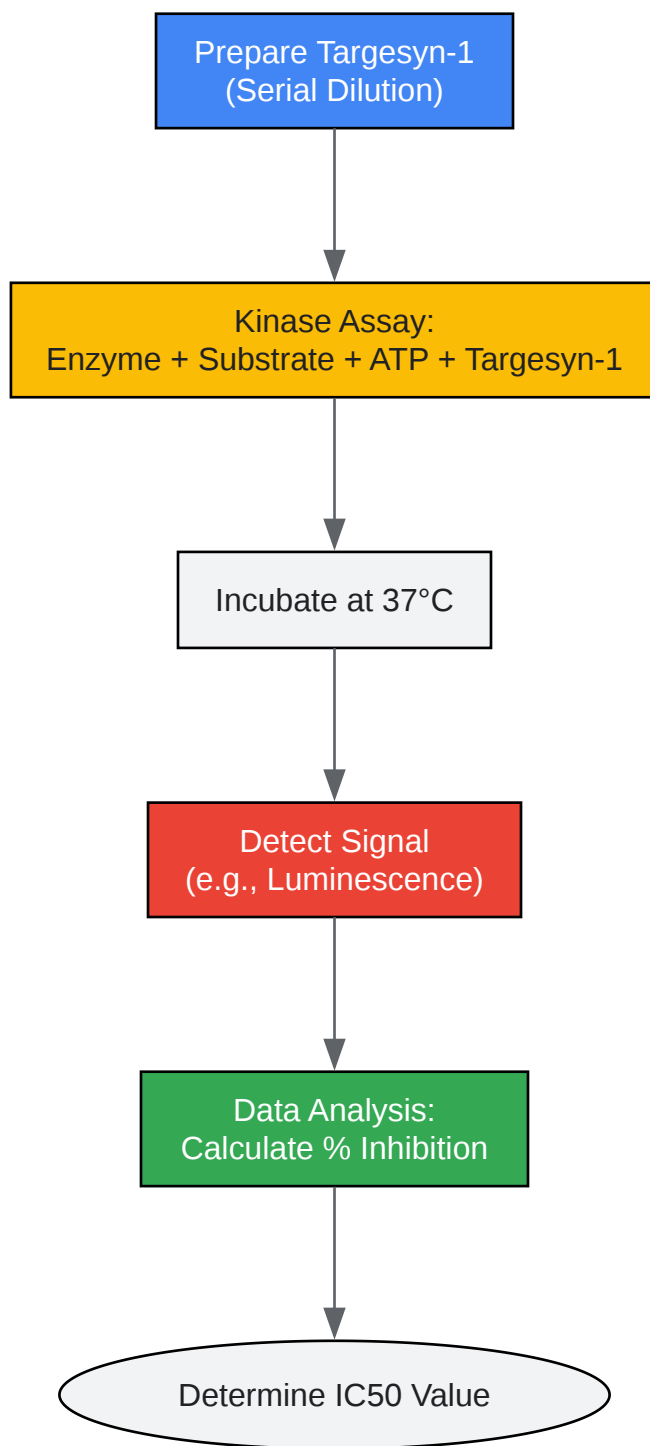 Prepare Targesyn-1
(Serial Dilution)
Kinase Assay:
Enzyme + Substrate + ATP + Targesyn-1
Incubate at 37°C
Detect Signal
(e.g., Luminescence)
Data Analysis:
Calculate % Inhibition
Determine IC50 Value